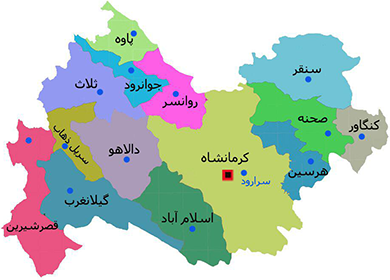 پاوه
جوانرود
ثلاث
روانسر
سنقر
صحنه
کنگاور
سرپل ذهاب
دالاهو
کرمانشاه
سرارود
هرسین
گیلانغرب
قصرشیرین
اسلام آباد